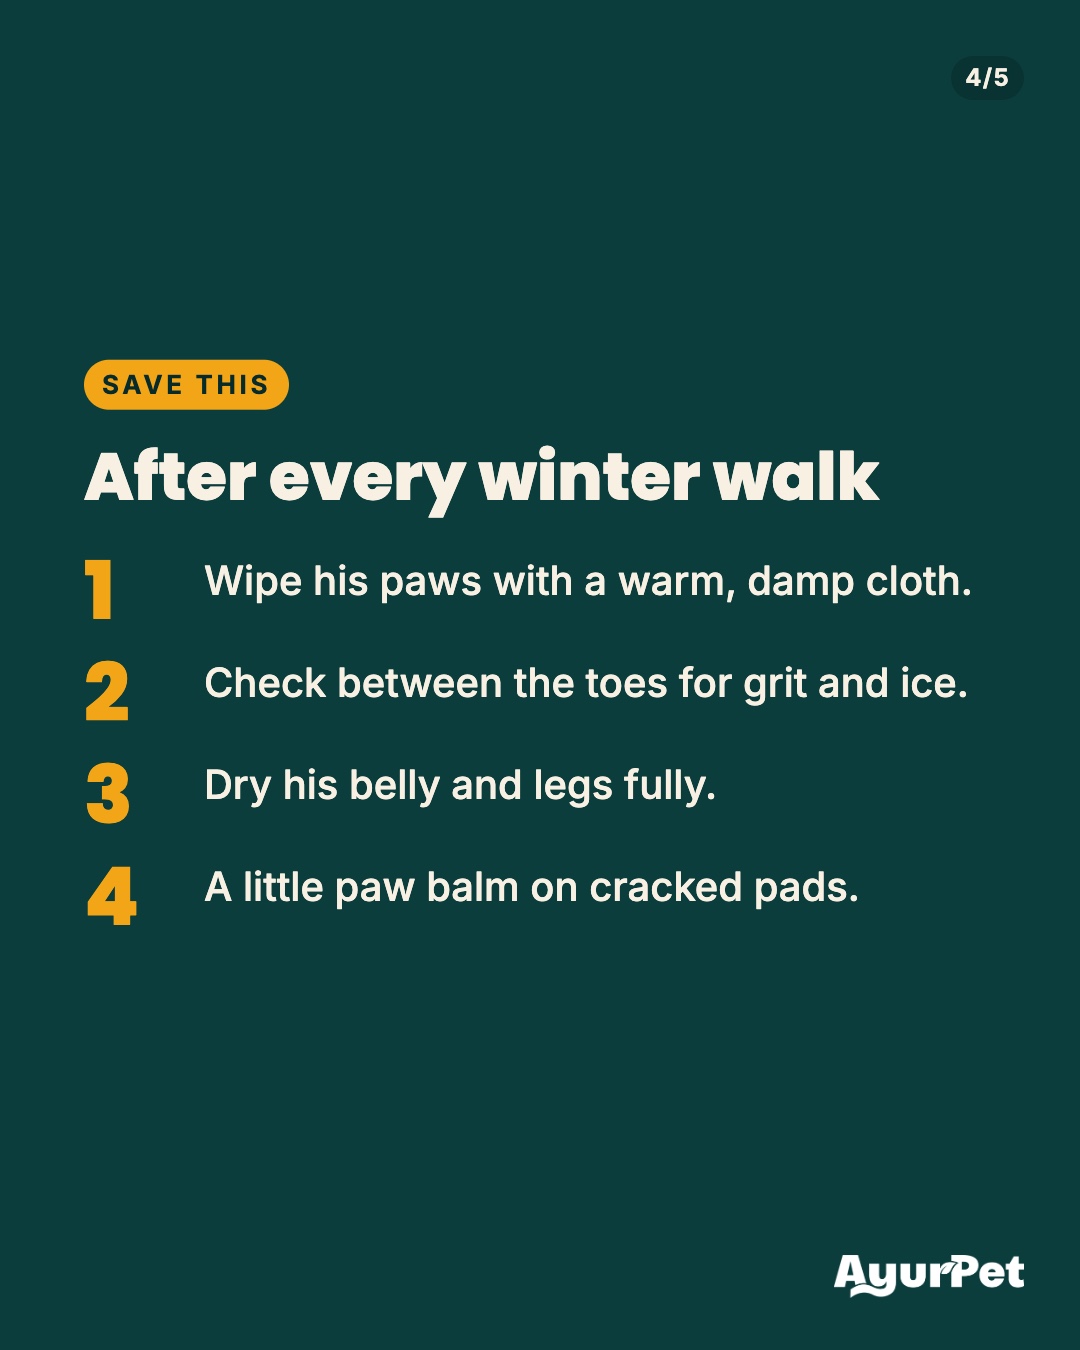 4/5
SAVE THIS
After every winter walk
1 Wipe his paws with a warm, damp cloth.
2 Check between the toes for grit and ice.
3 Dry his belly and legs fully.
4 A little paw balm on cracked pads.
AyurPet